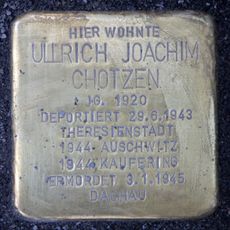 HIER WOHNTE
ULLRICH JOACHIM
CHOTZEN
JG. 1920
DEPORTIERT 29.6.1943
THERESIENSTADT
1944 AUSCHWITZ
1944 KAUFERING
ERMORDET 3.1.1945
DACHAU